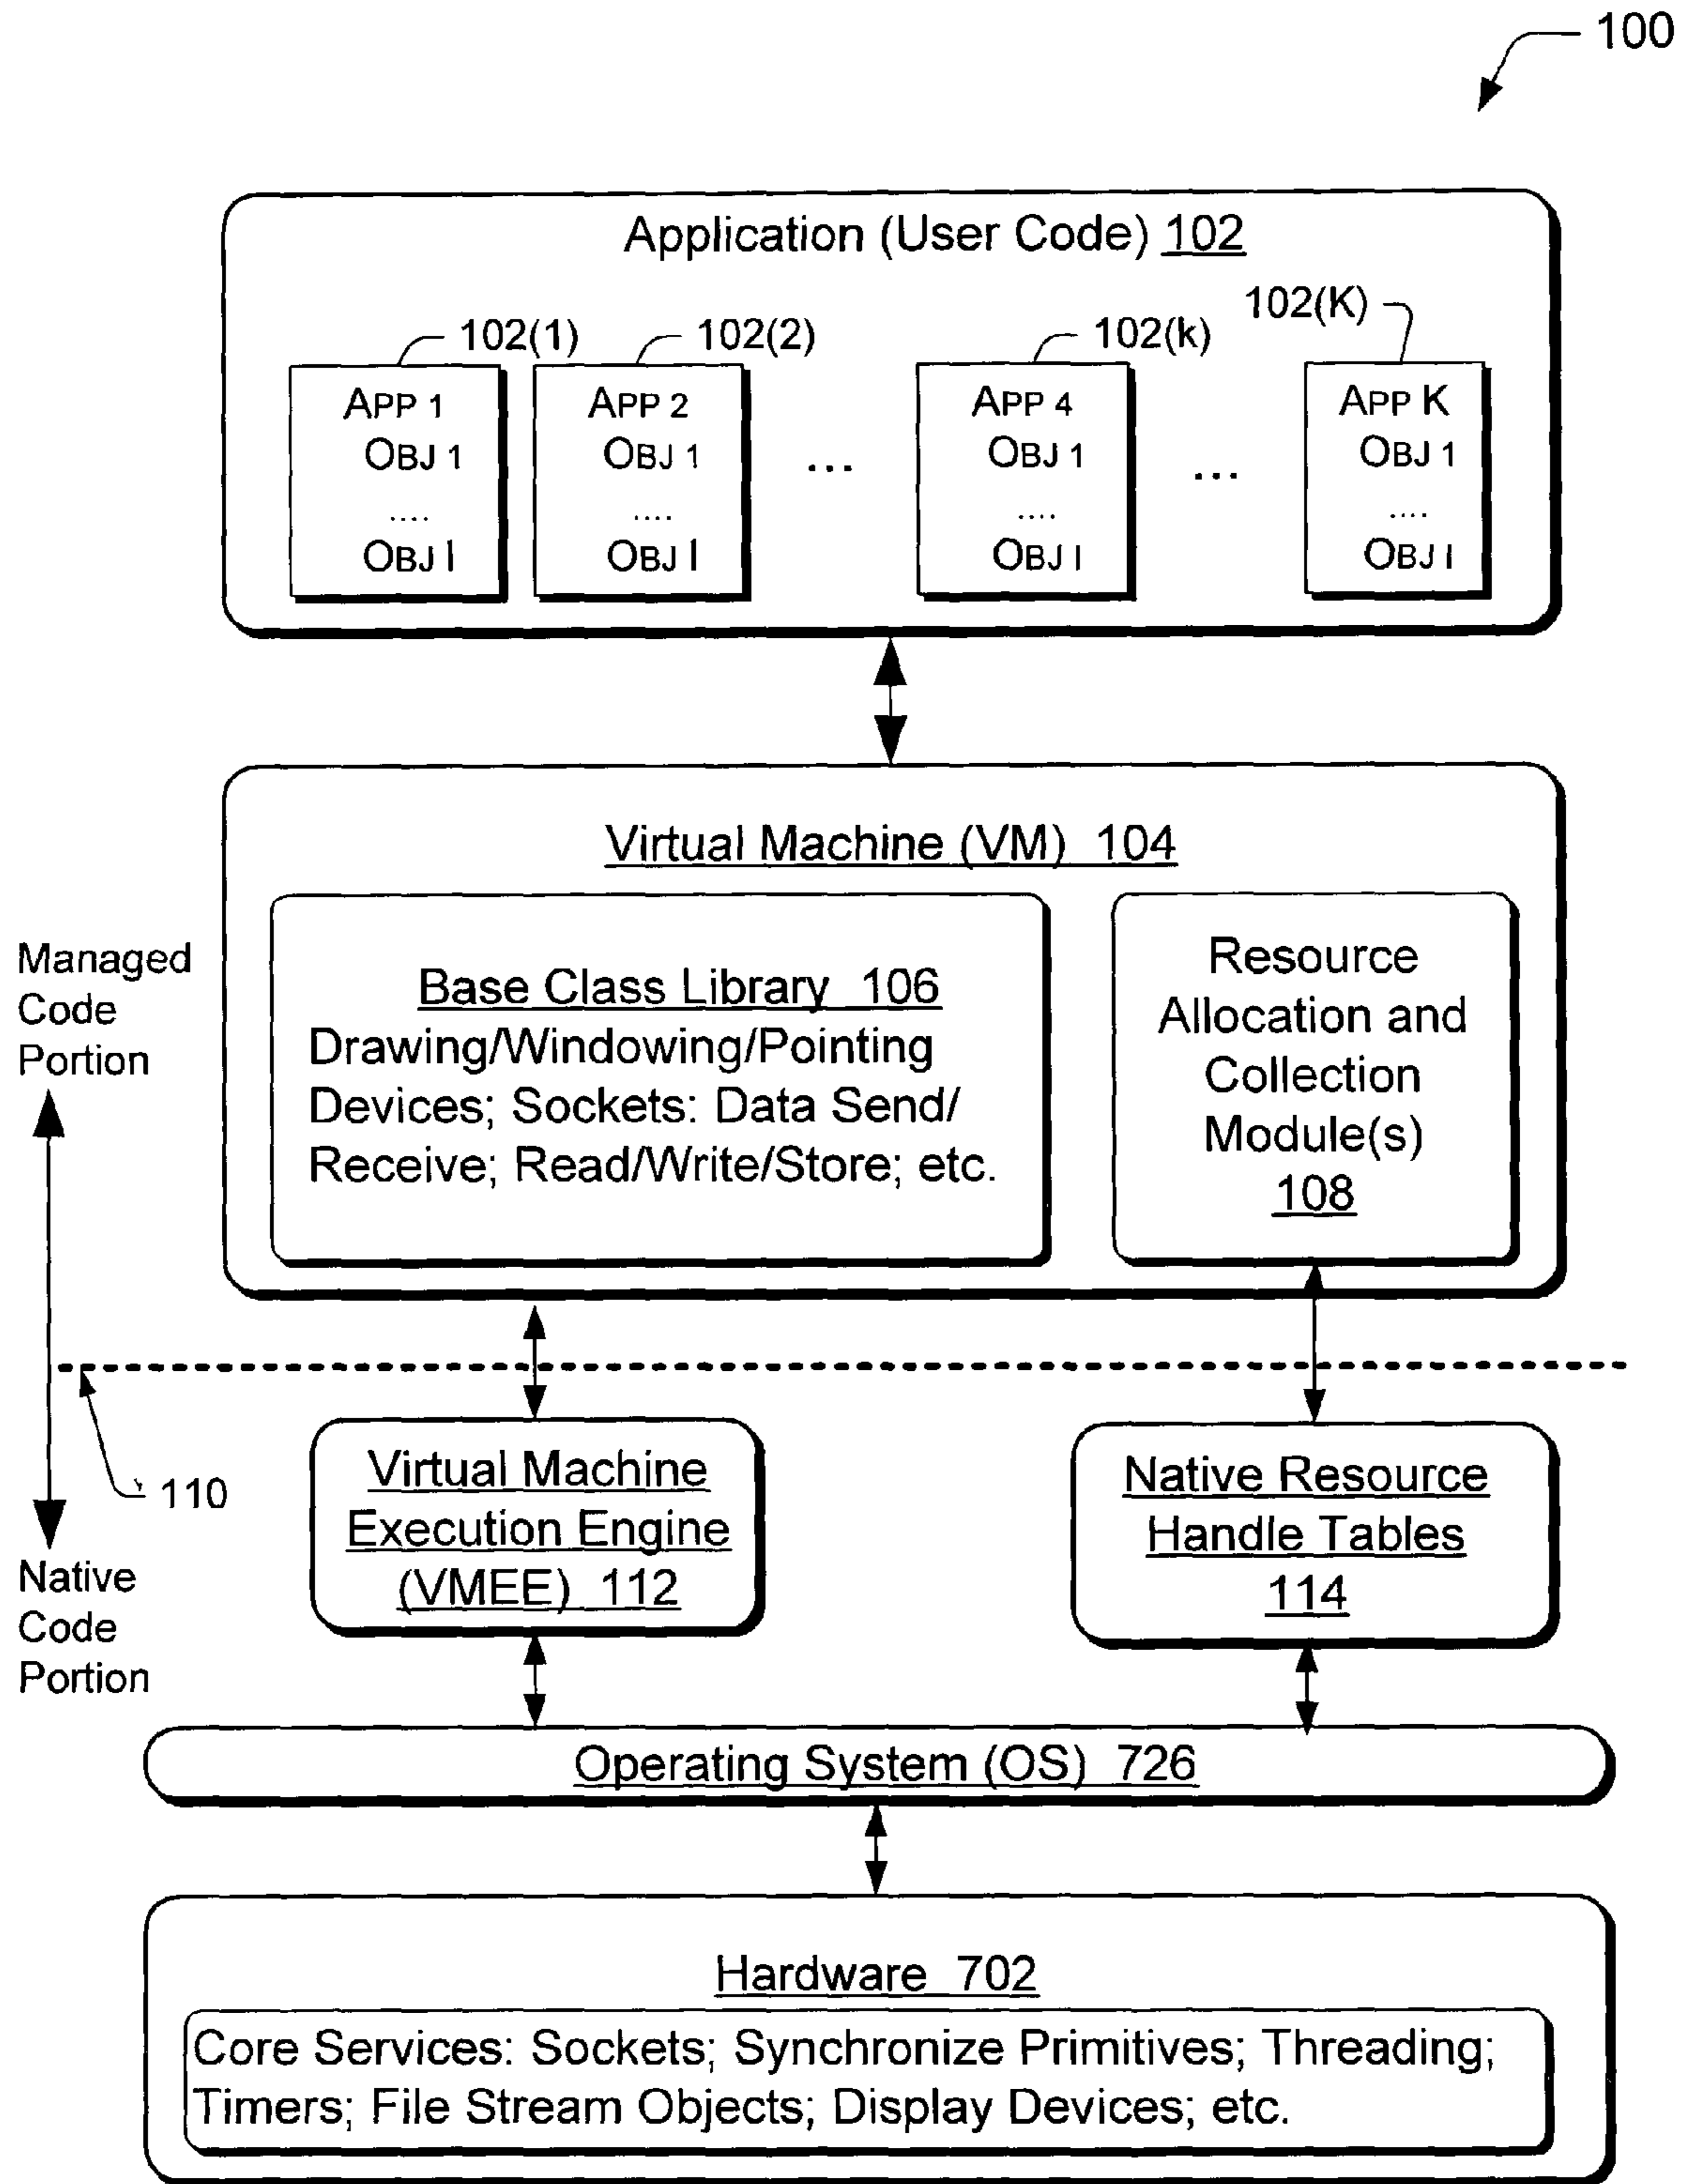 100
Application (User Code) 102
102(1)
102(2)
102(k)
102(K)
APP 1
OBJ 1
....
OBJ I
APP 2
OBJ 1
....
OBJ I
...
APP 4
OBJ 1
....
OBJ I
...
APP K
OBJ 1
....
OBJ I
Virtual Machine (VM) 104
Base Class Library 106
Drawing/Windowing/Pointing
Devices; Sockets: Data Send/
Receive; Read/Write/Store; etc.
Resource
Allocation and
Collection
Module(s)
108
Managed
Code
Portion
110
Native
Code
Portion
Virtual Machine
Execution Engine
(VMEE) 112
Native Resource
Handle Tables
114
Operating System (OS) 726
Hardware 702
Core Services: Sockets; Synchronize Primitives; Threading;
Timers; File Stream Objects; Display Devices; etc.